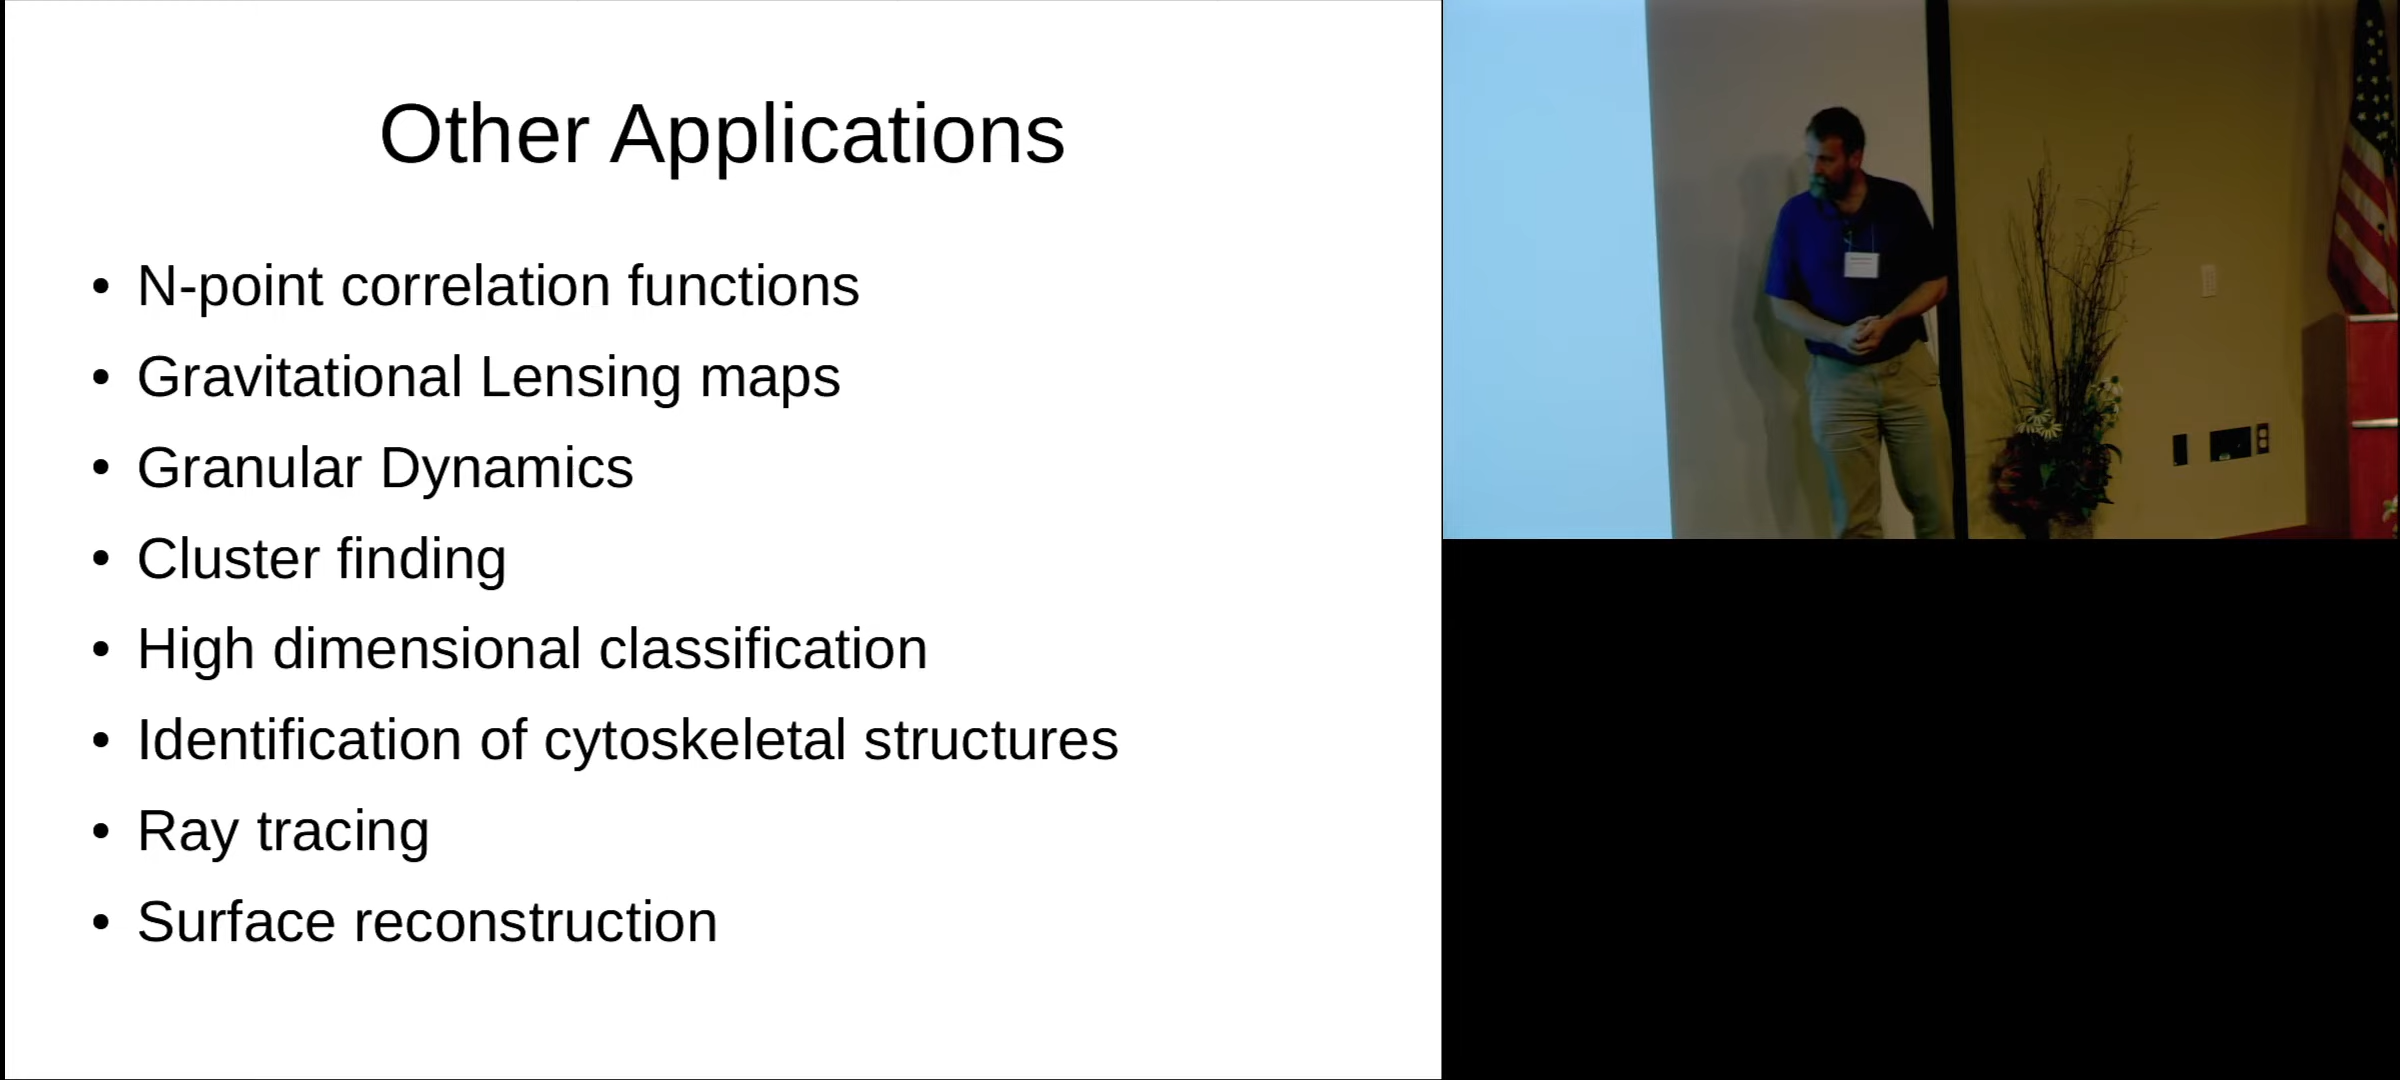 Other Applications
N-point correlation functions
Gravitational Lensing maps
Granular Dynamics
Cluster finding
High dimensional classification
Identification of cytoskeletal structures
Ray tracing
Surface reconstruction